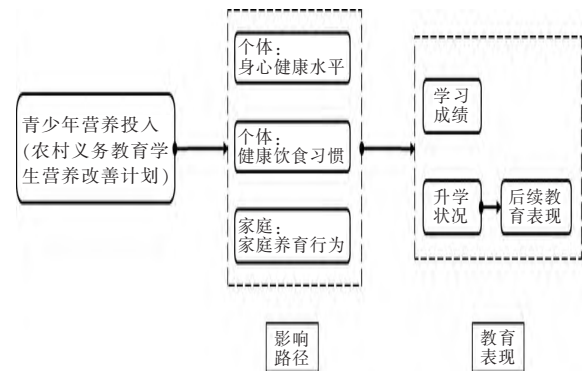 青少年营养投入
(农村义务教育学
生营养改善计划)
个体：
身心健康水平
个体：
健康饮食习惯
家庭：
家庭养育行为
影响
路径
学习
成绩
升学
状况
后续教
育表现
教育
表现